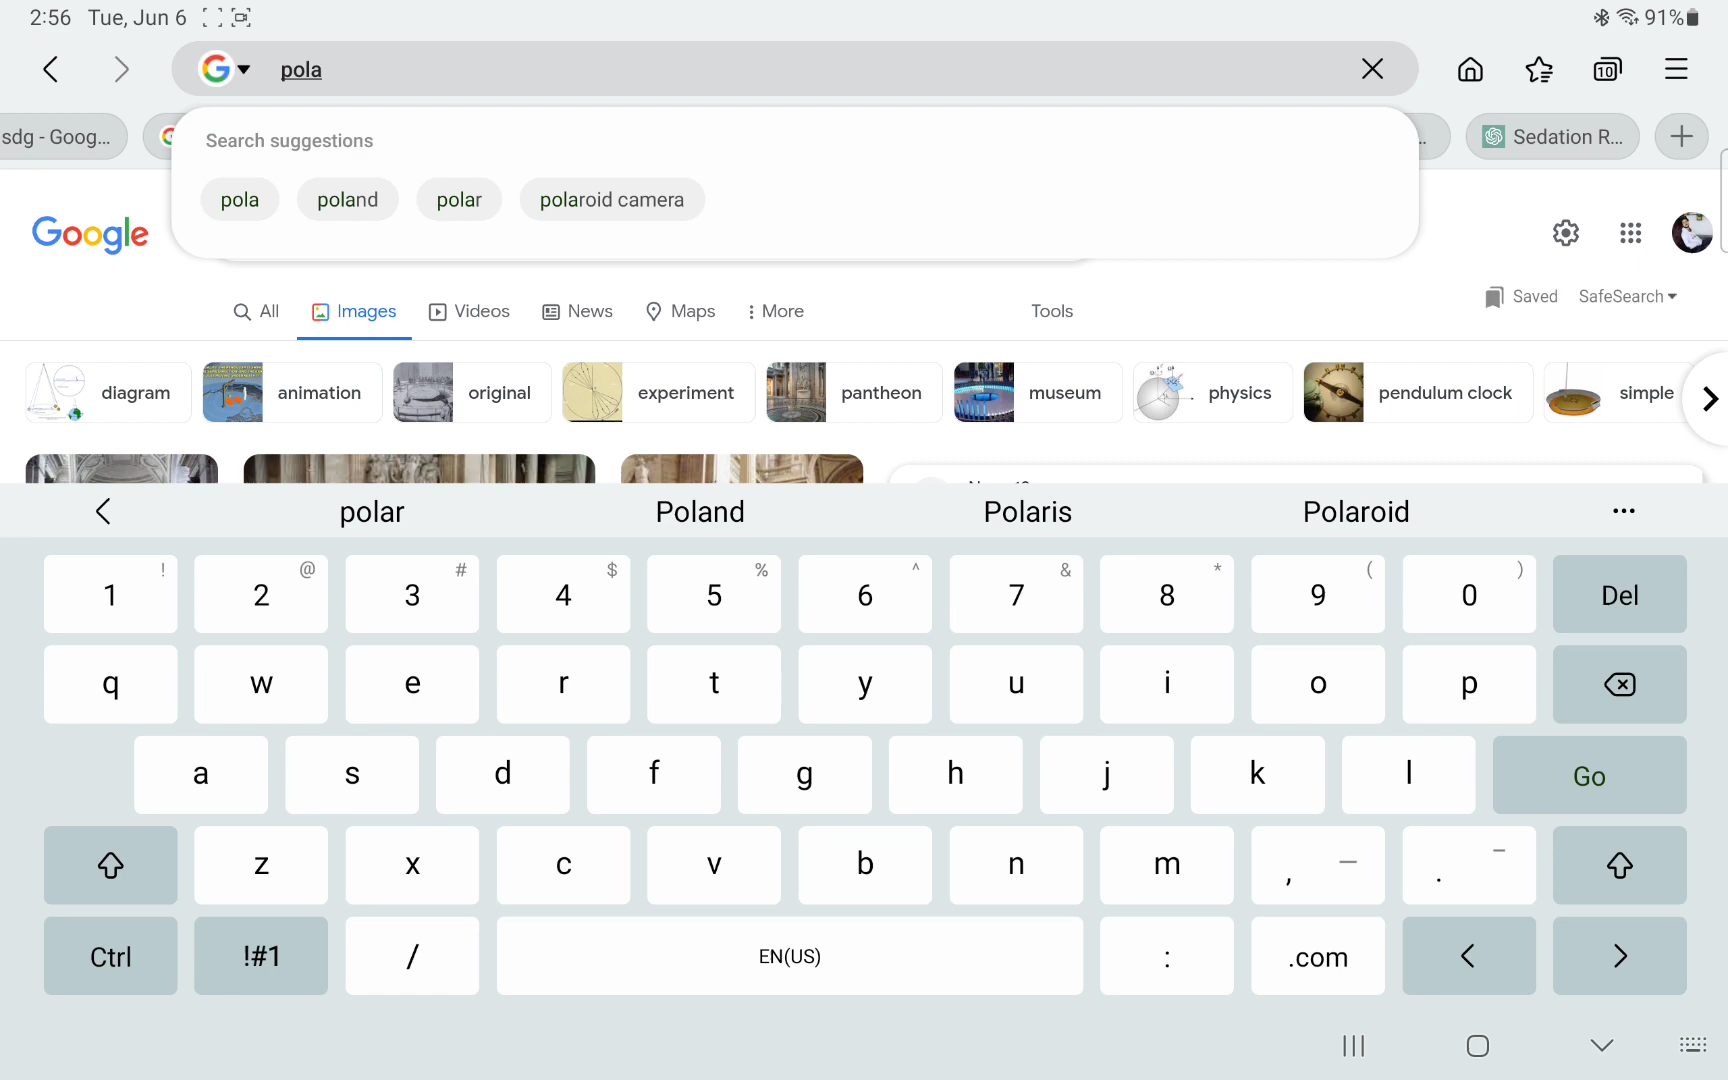 2:56 Tue, Jun 6 91%
pola 10
sdg - Goog... .. Sedation R...
Search suggestions
pola poland polar polaroid camera
Google
All Images Videos News Maps More Tools Saved SafeSearch
diagram animation original experiment pantheon museum physics pendulum clock simple
polar Poland Polaris Polaroid ...
! @ # $ % ^ & * ( )
1 2 3 4 5 6 7 8 9 0 Del
q w e r t y u i o p
a s d f g h j k l Go
z x c v b n m , — . –
Ctrl !#1 / EN(US) : .com < >